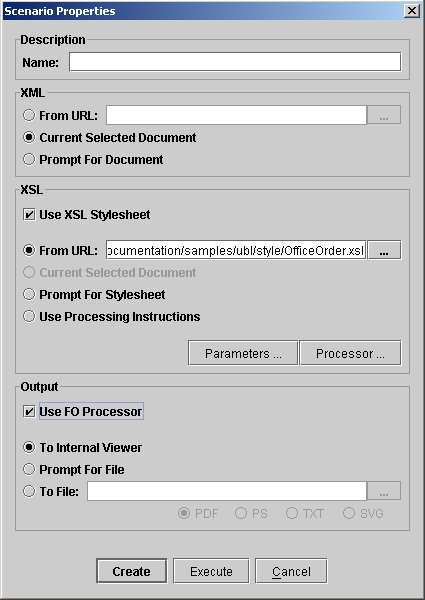 Scenario Properties
Description
Name:
XML
From URL: ...
Current Selected Document
Prompt For Document
XSL
Use XSL Stylesheet
From URL: ocumentation/samples/ubl/style/OfficeOrder.xsl ...
Current Selected Document
Prompt For Stylesheet
Use Processing Instructions
Parameters ... Processor ...
Output
Use FO Processor
To Internal Viewer
Prompt For File
To File: ...
PDF PS TXT SVG
Create Execute Cancel